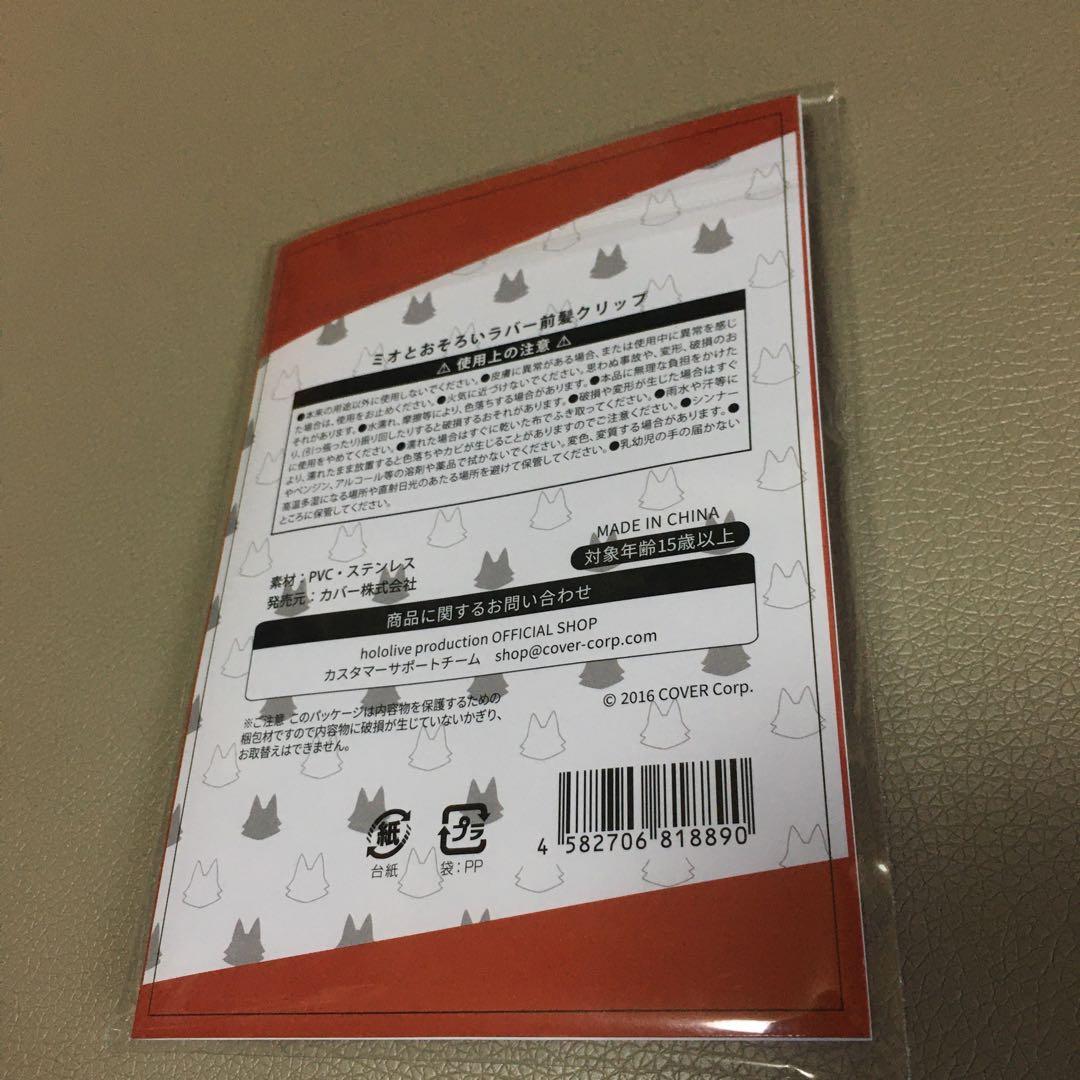 ミオとおそろいラバー前髪クリップ
⚠ 使用上の注意 ⚠
●本来の用途以外に使用しないでください。●皮膚に異常がある場合、または使用中に異常を感じ
た場合は、使用をお止めください。●火気に近づけないでください。思わぬ事故や、変形、破損のお
それがあります。●水濡れ、摩擦等により、色落ちする場合があります。●本品に無理な負担をかけた
り、(引っ張ったり)振り回したりすると破損するおそれがあります。●破損や変形が生じた場合はすぐ
に使用をやめてください。●濡れた場合はすぐに乾いた布でふき取ってください。●雨水や汗等に
より、濡れたまま放置すると色落ちやカビが生じることがありますのでご注意ください。●シンナー
やベンジン、アルコール等の溶剤や薬品で拭かないでください。変色、変質する場合があります。●
高温多湿になる場所や直射日光のあたる場所を避けて保管してください。●乳幼児の手の届かない
ところに保管してください。
MADE IN CHINA
対象年齢15歳以上
素材：PVC・ステンレス
発売元：カバー株式会社
商品に関するお問い合わせ
hololive production OFFICIAL SHOP
カスタマーサポートチーム shop@cover-corp.com
© 2016 COVER Corp.
※ご注意 このパッケージは内容物を保護するための
梱包材ですので内容物に破損が生じていないかぎり、
お取替えはできません。
紙
台紙
プラ
袋：PP
4 582706 818890